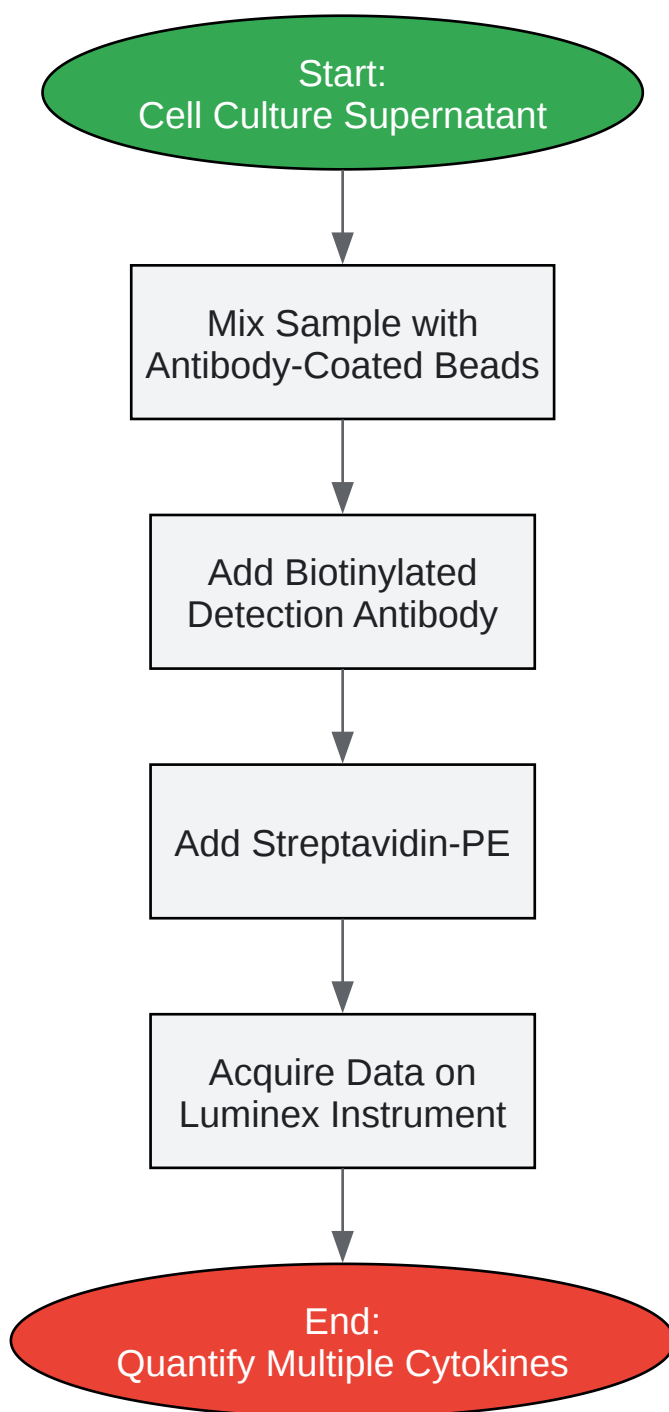 Start:
Cell Culture Supernatant
Mix Sample with
Antibody-Coated Beads
Add Biotinylated
Detection Antibody
Add Streptavidin-PE
Acquire Data on
Luminex Instrument
End:
Quantify Multiple Cytokines